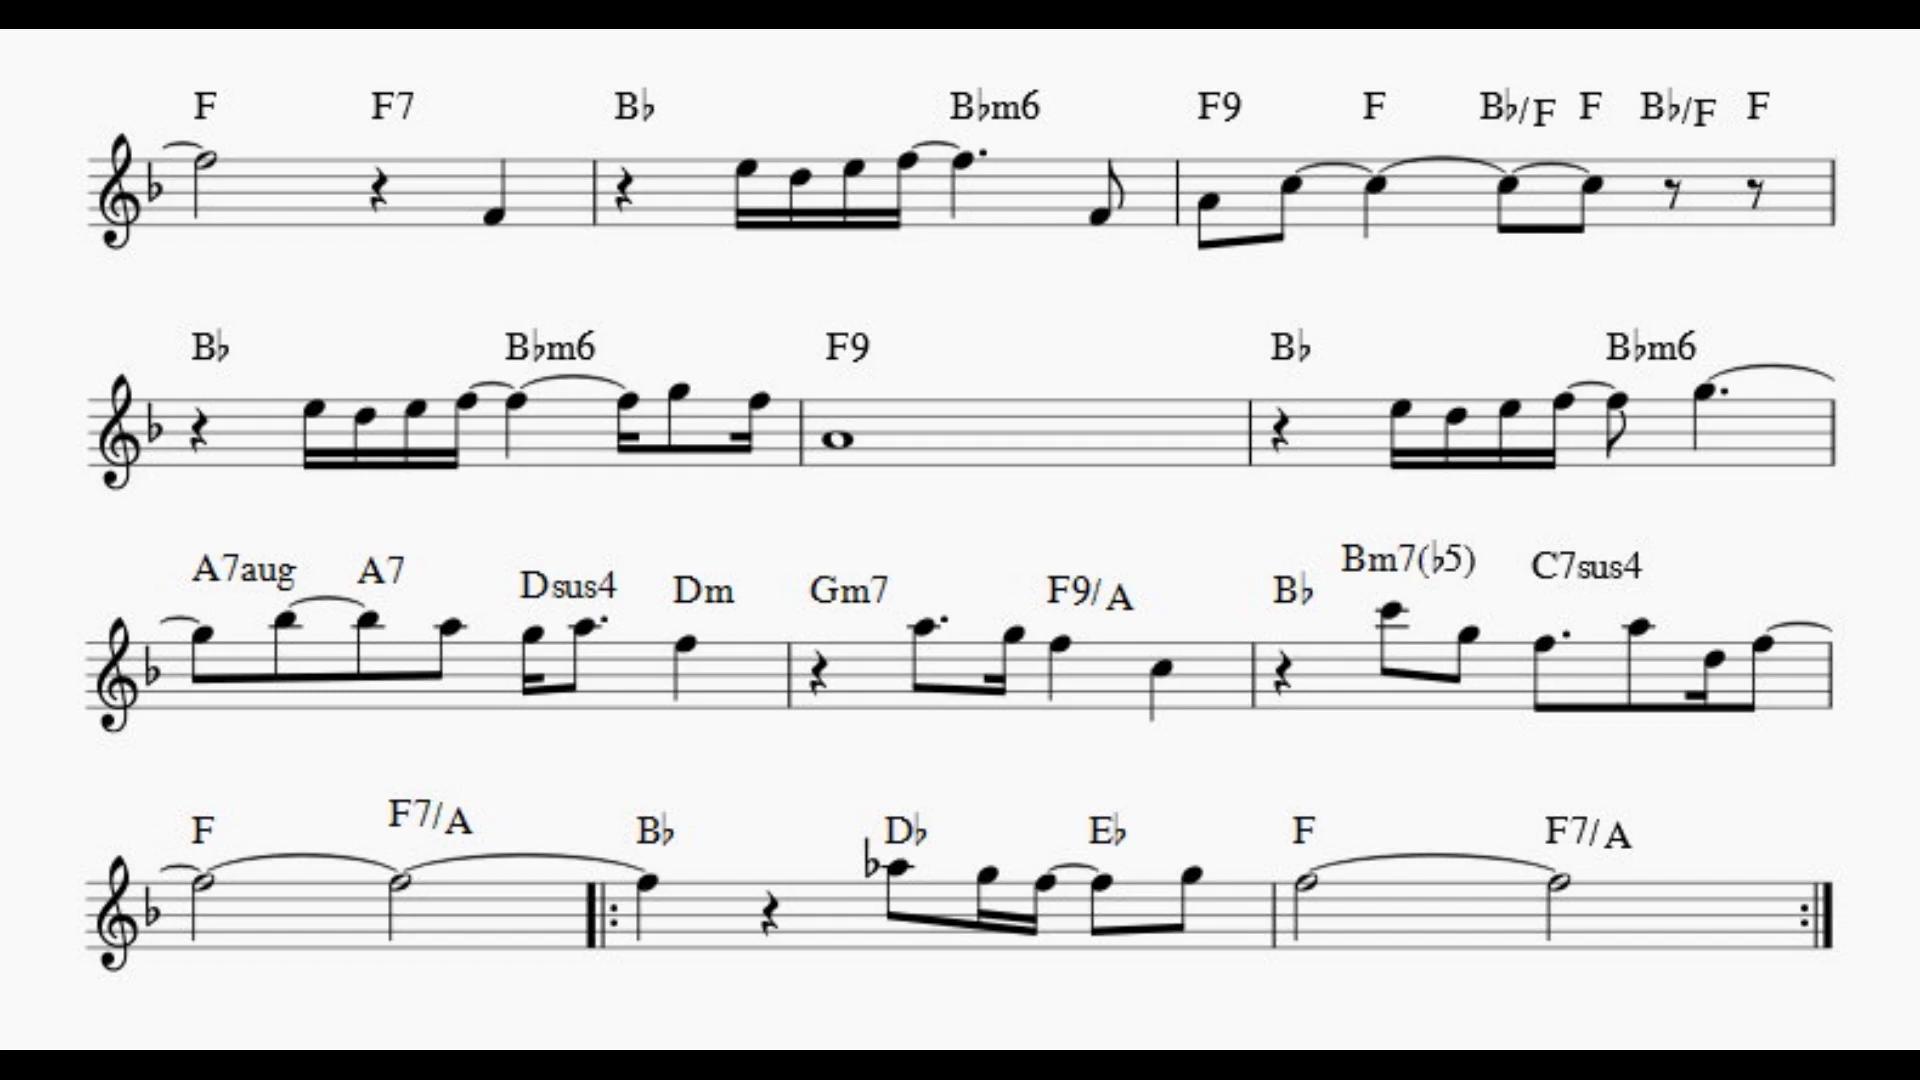 F F7 B♭ B♭m6 F9 F B♭/F F B♭/F F
B♭ B♭m6 F9 B♭ B♭m6
A7aug A7 Dsus4 Dm Gm7 F9/A B♭ Bm7(♭5) C7sus4
F F7/A B♭ D♭ E♭ F F7/A